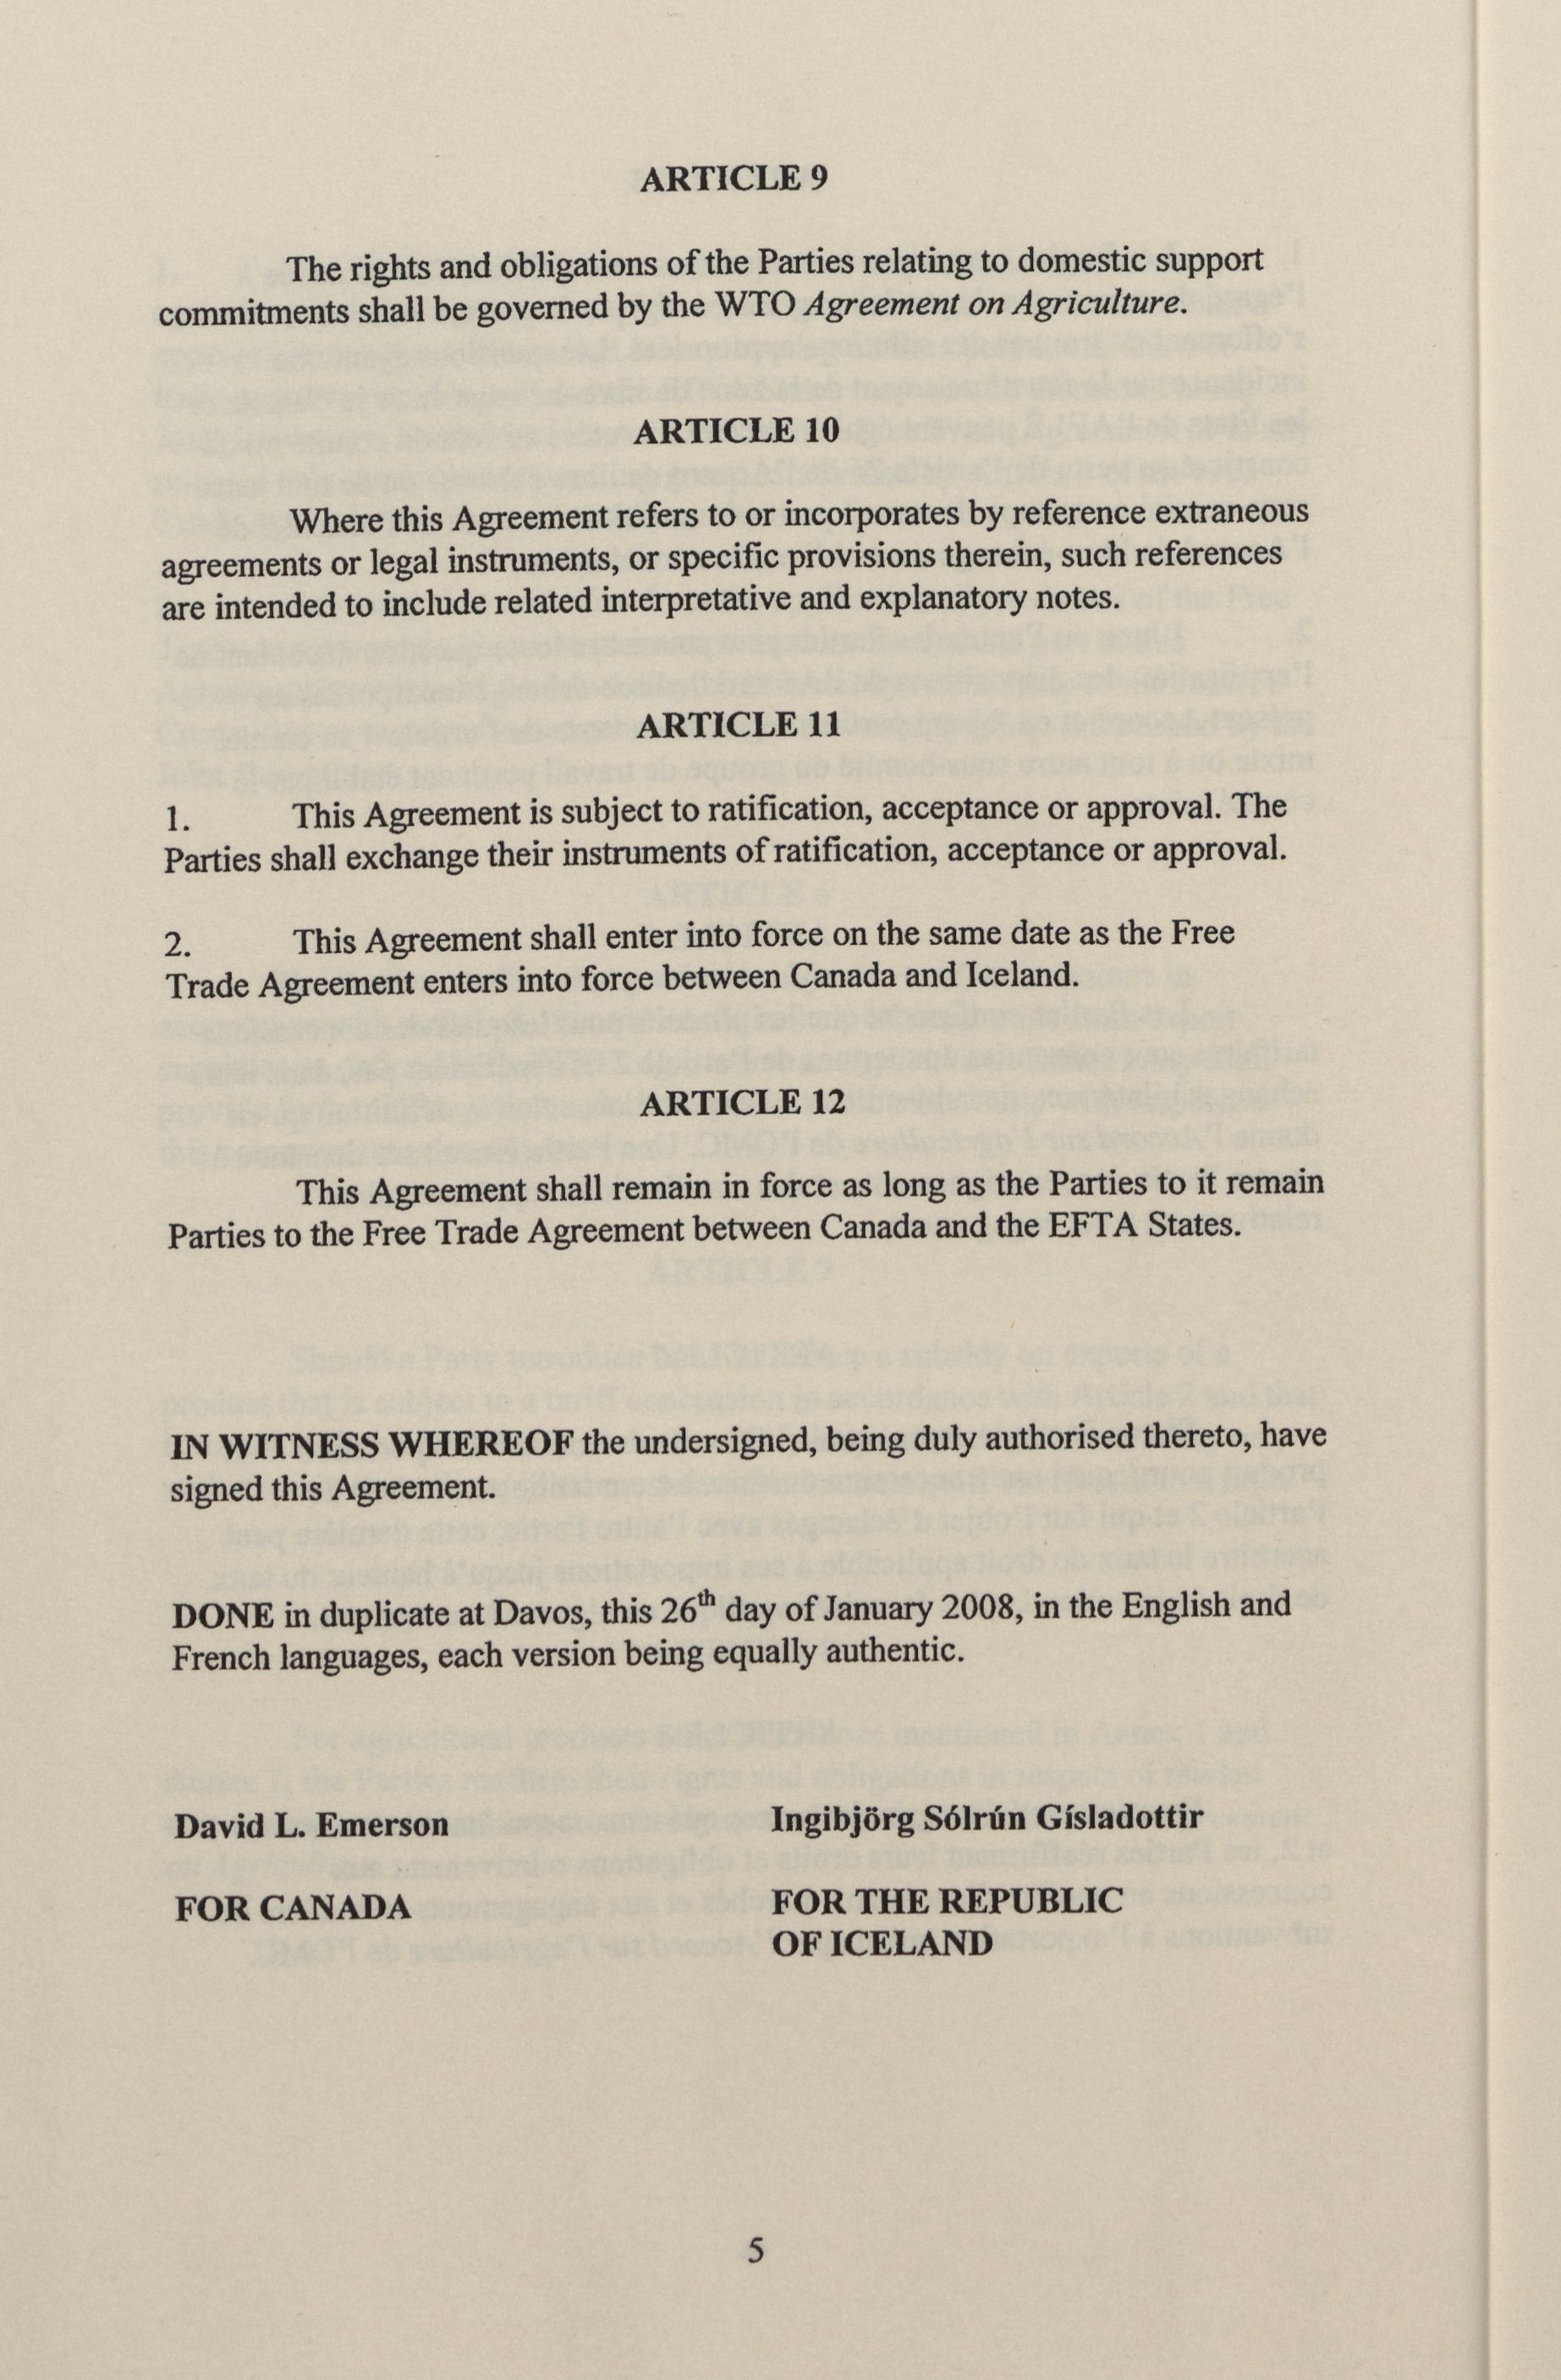 ARTICLE 9
The rights and obligations of the Parties relating to domestic support
commitments shall be governed by the WTO Agreement on Agriculture.
ARTICLE 10
Where this Agreement refers to or incorporates by reference extraneous
agreements or legal instruments, or specific provisions therein, such references
are intended to include related interpretative and explanatory notes.
ARTICLE 11
1. This Agreement is subject to ratification, acceptance or approval. The
Parties shall exchange their instruments of ratification, acceptance or approval.
2. This Agreement shall enter into force on the same date as the Free
Trade Agreement enters into force between Canada and Iceland.
ARTICLE 12
This Agreement shall remain in force as long as the Parties to it remain
Parties to the Free Trade Agreement between Canada and the EFTA States.
IN WITNESS WHEREOF the undersigned, being duly authorised thereto, have
signed this Agreement.
DONE in duplicate at Davos, this 26th day of January 2008, in the English and
French languages, each version being equally authentic.
David L. Emerson
FOR CANADA
Ingibjörg Sólrún Gísladottir
FOR THE REPUBLIC
OF ICELAND
5